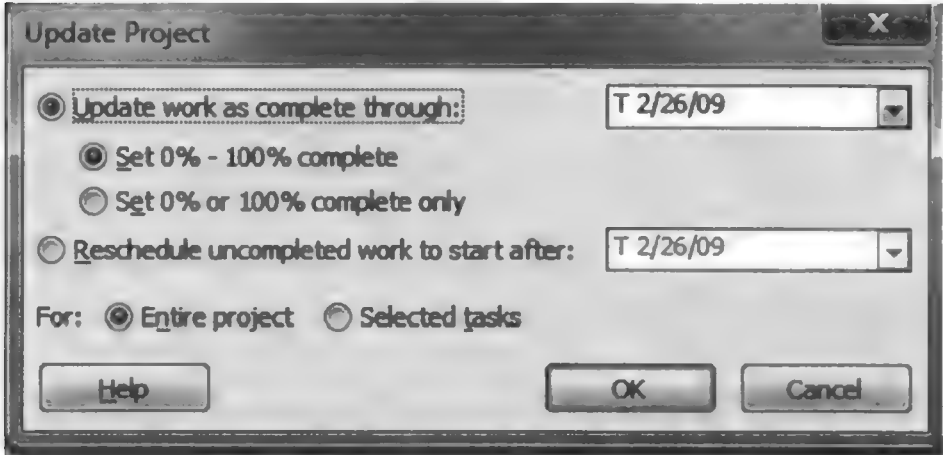 Update Project
X
Update work as complete through: T 2/26/09
Set 0% - 100% complete
Set 0% or 100% complete only
Reschedule uncompleted work to start after: T 2/26/09
For: Entire project Selected tasks
Help OK Cancel